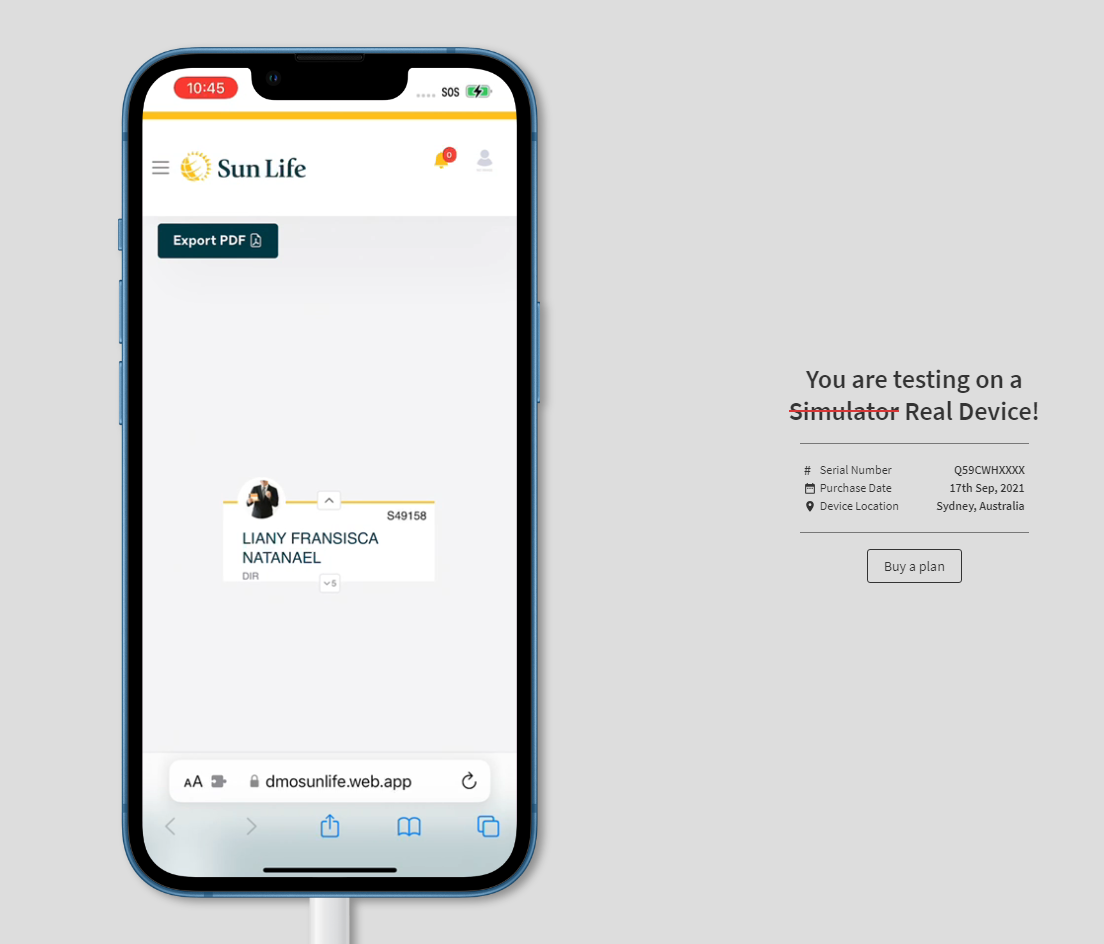 10:45
SOS
0
Sun Life
Export PDF
S49158
LIANY FRANSISCA
NATANAEL
DIR
5
AA
dmosunlife.web.app
You are testing on a
Simulator Real Device!
# Serial Number Q59CWHXXXX
Purchase Date 17th Sep, 2021
Device Location Sydney, Australia
Buy a plan